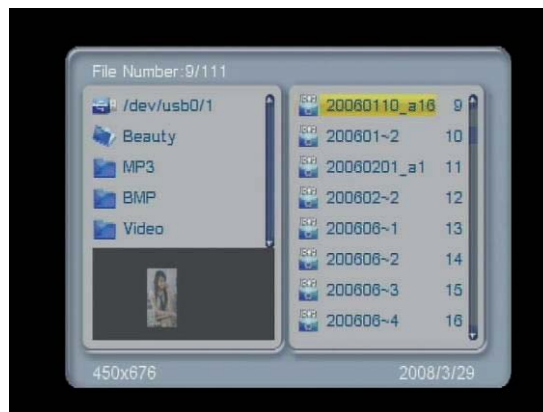 File Number:9/111
/dev/usb0/1
Beauty
MP3
BMP
Video
20060110_a16 9
200601~2 10
20060201_a1 11
200602~2 12
200606~1 13
200606~2 14
200606~3 15
200606~4 16
450x676
2008/3/29